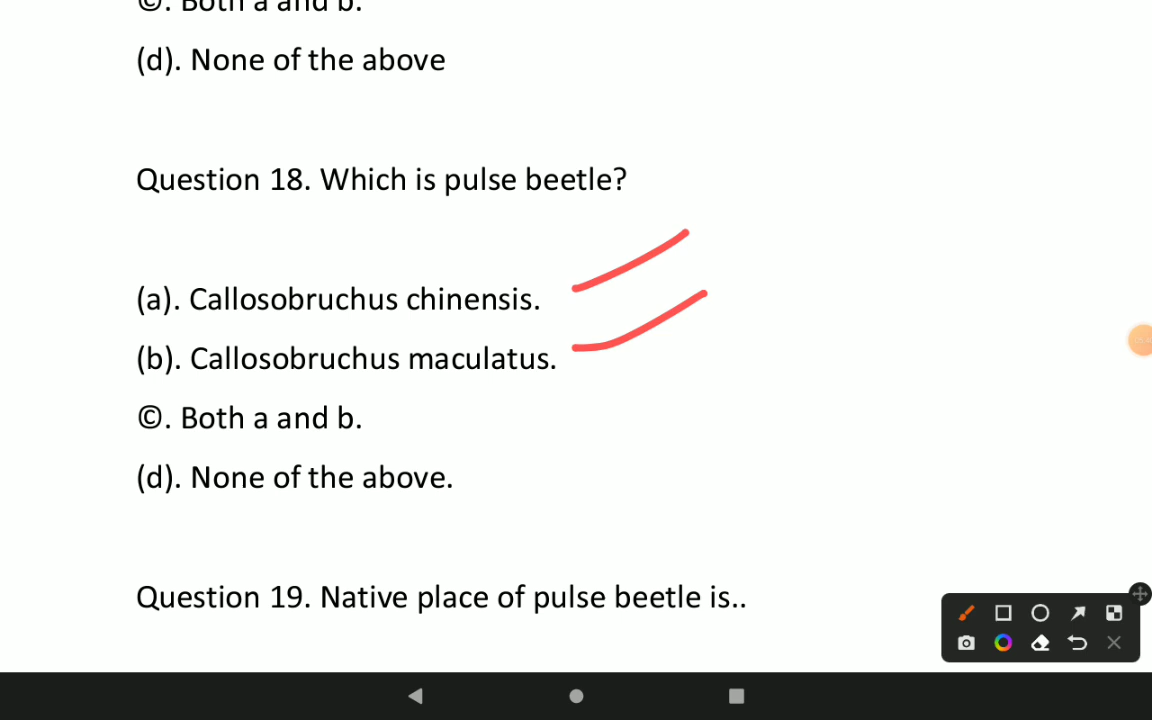 ©. Both a and b.
(d). None of the above
Question 18. Which is pulse beetle?
(a). Callosobruchus chinensis.
(b). Callosobruchus maculatus.
©. Both a and b.
(d). None of the above.
Question 19. Native place of pulse beetle is..